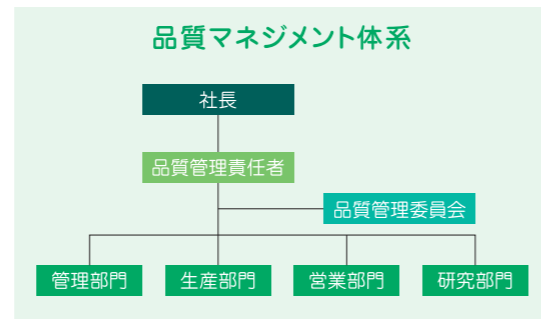 品質マネジメント体系
社長
品質管理責任者
品質管理委員会
管理部門
生産部門
営業部門
研究部門